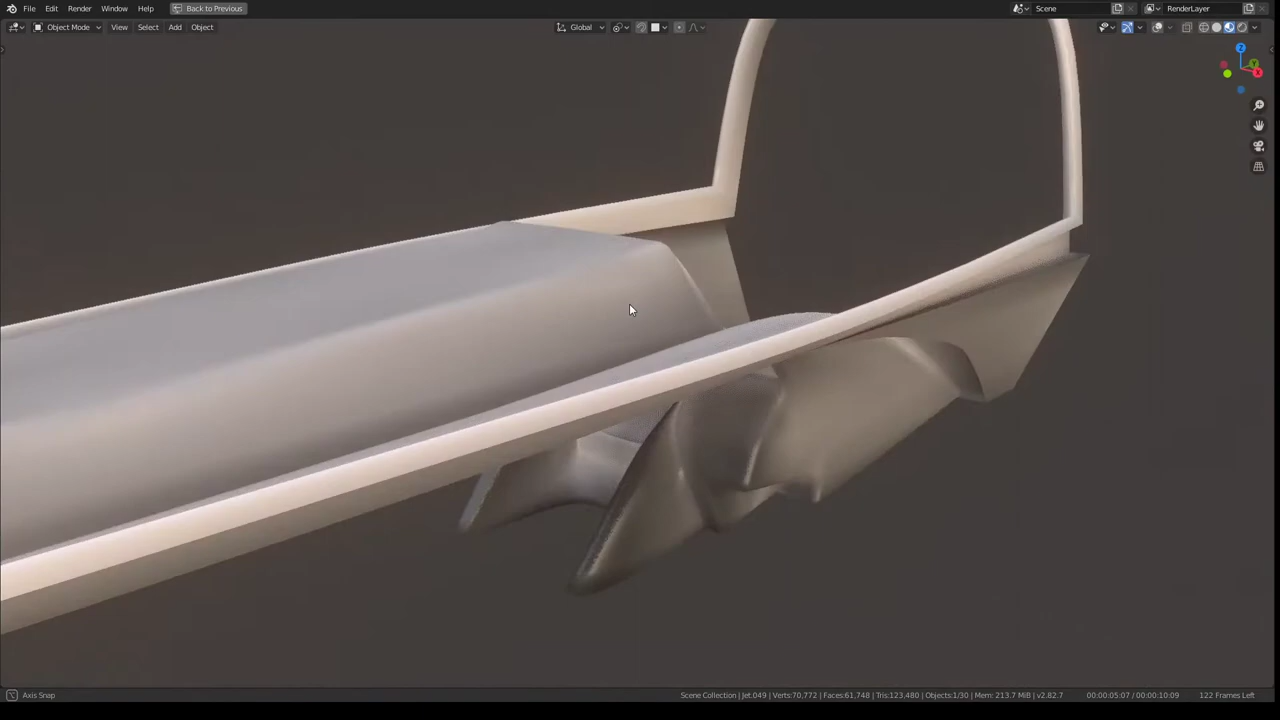 File Edit Render Window Help Back to Previous Scene RenderLayer
Object Mode View Select Add Object Global
Z
Y
X
Axis Snap Scene Collection | Jet.049 | Verts:70,772 | Faces:61,748 | Tris:123,480 | Objects:1/30 | Mem: 213.7 MiB | v2.82.7 00:00:05:07 / 00:00:10:09 122 Frames Left